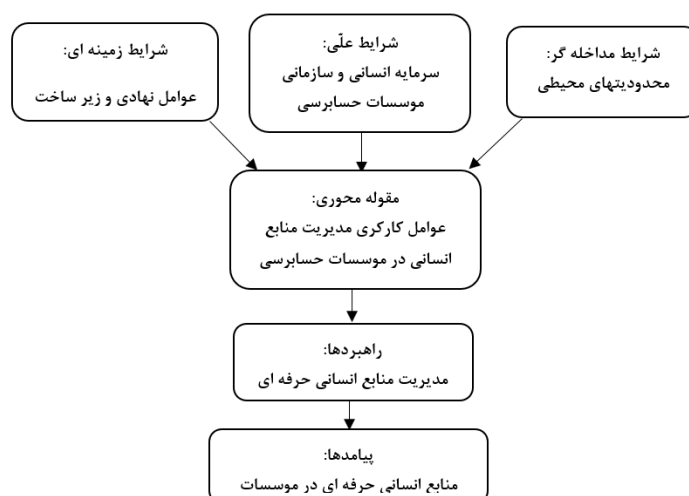 شرایط مداخله گر:
محدودیتهای محیطی
شرایط علّی:
سرمایه انسانی و سازمانی
موسسات حسابرسی
شرایط زمینه ای:
عوامل نهادی و زیر ساخت
مقوله محوری:
عوامل کارکری مدیریت منابع
انسانی در موسسات حسابرسی
راهبردها:
مدیریت منابع انسانی حرفه ای
پیامدها:
منابع انسانی حرفه ای در موسسات